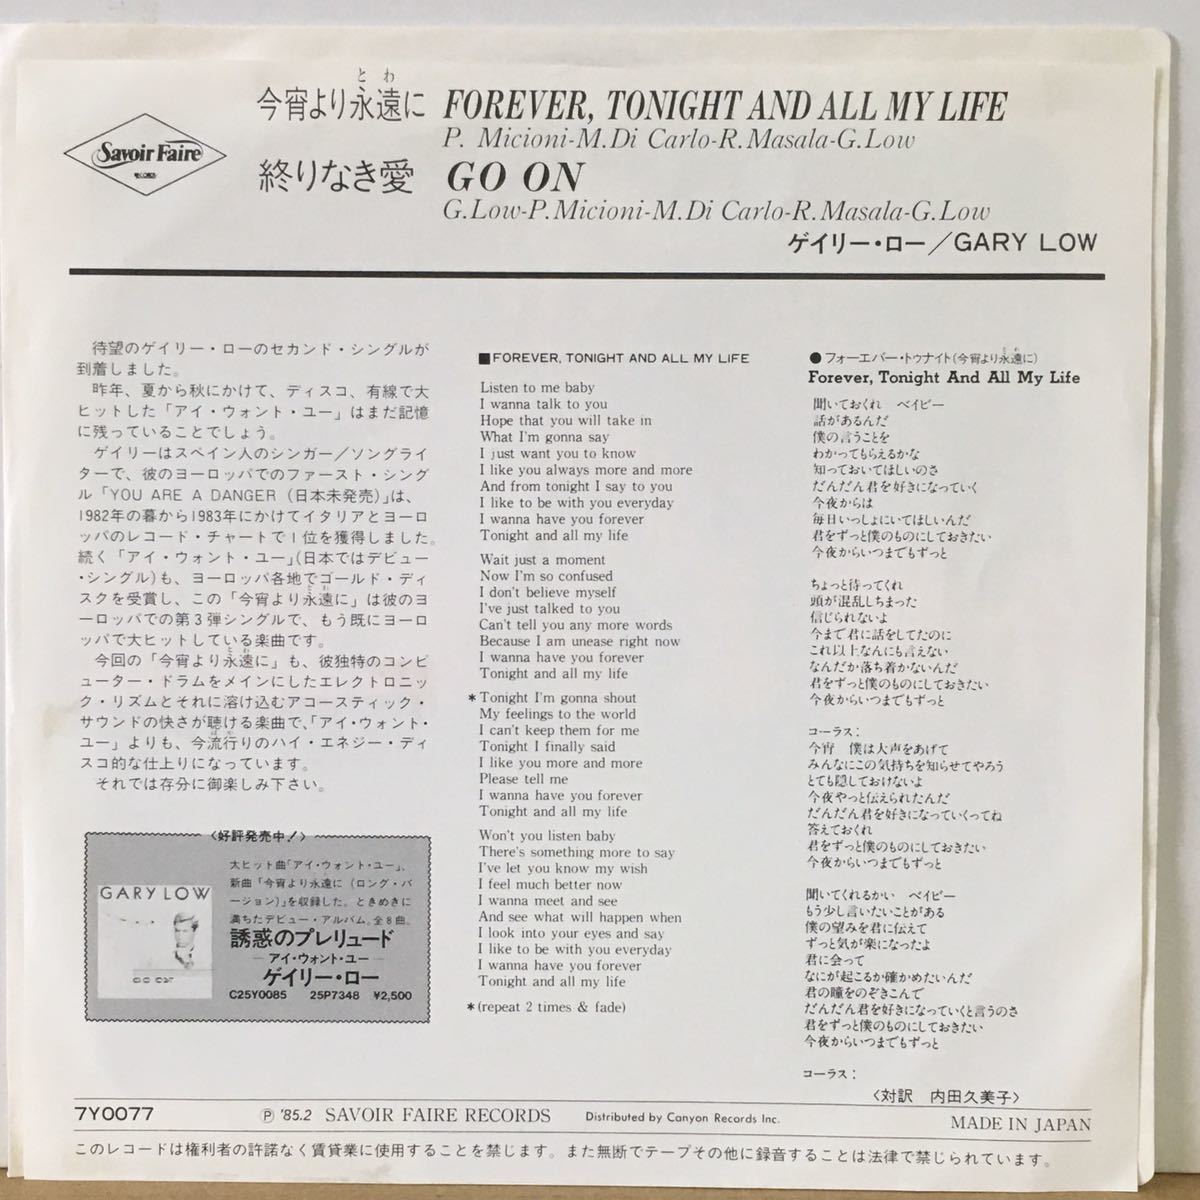 Savoir Faire
RECORDS
とわ
今宵より永遠に FOREVER, TONIGHT AND ALL MY LIFE
P. Micioni-M.Di Carlo-R.Masala-G.Low
終りなき愛 GO ON
G.Low-P.Micioni-M.Di Carlo-R.Masala-G.Low
ゲイリー・ロー／GARY LOW
待望のゲイリー・ローのセカンド・シングルが
到着しました。
昨年、夏から秋にかけて、ディスコ、有線で大
ヒットした「アイ・ウォント・ユー」はまだ記憶
に残っていることでしょう。
ゲイリーはスペイン人のシンガー／ソングライ
ターで、彼のヨーロッパでのファースト・シング
ル「YOU ARE A DANGER（日本未発売）」は、
1982年の暮から1983年にかけてイタリアとヨーロ
ッパのレコード・チャートで１位を獲得しました。
続く「アイ・ウォント・ユー」（日本ではデビュー
・シングル）も、ヨーロッパ各地でゴールド・ディ
スクを受賞し、この「今宵より永遠に」は彼のヨ
とわ
ーロッパでの第３弾シングルで、もう既にヨーロ
ッパで大ヒットしている楽曲です。
とわ
今回の「今宵より永遠に」も、彼独特のコンピ
ューター・ドラムをメインにしたエレクトロニッ
ク・リズムとそれに溶け込むアコースティック・
サウンドの快さが聴ける楽曲で、「アイ・ウォント・
はや
ユー」よりも、今流行りのハイ・エネジー・ディ
スコ的な仕上りになっています。
それでは存分に御楽しみ下さい。
〈好評発売中！〉
大ヒット曲「アイ・ウォント・ユー」、
新曲「今宵より永遠に（ロング・バ
ージョン）」を収録した。ときめきに
満ちたデビュー・アルバム。全８曲。
誘惑のプレリュード
―アイ・ウォント・ユー―
ゲイリー・ロー
C25Y0085 25P7348 ¥2,500
GARY LOW
GO ON
■FOREVER, TONIGHT AND ALL MY LIFE
Listen to me baby
I wanna talk to you
Hope that you will take in
What I'm gonna say
I just want you to know
I like you always more and more
And from tonight I say to you
I like to be with you everyday
I wanna have you forever
Tonight and all my life
Wait just a moment
Now I'm so confused
I don't believe myself
I've just talked to you
Can't tell you any more words
Because I am unease right now
I wanna have you forever
Tonight and all my life
*Tonight I'm gonna shout
My feelings to the world
I can't keep them for me
Tonight I finally said
I like you more and more
Please tell me
I wanna have you forever
Tonight and all my life
Won't you listen baby
There's something more to say
I've let you know my wish
I feel much better now
I wanna meet and see
And see what will happen when
I look into your eyes and say
I like to be with you everyday
I wanna have you forever
Tonight and all my life
*(repeat 2 times & fade)
とわ
●フォーエバー・トゥナイト（今宵より永遠に）
Forever, Tonight And All My Life
聞いておくれ ベイビー
話があるんだ
僕の言うことを
わかってもらえるかな
知っておいてほしいのさ
だんだん君を好きになっていく
今夜からは
毎日いっしょにいてほしいんだ
君をずっと僕のものにしておきたい
今夜からいつまでもずっと
ちょっと待ってくれ
頭が混乱しちまった
信じられないよ
今まで君に話をしてたのに
これ以上なんにも言えない
なんだか落ち着かないんだ
君をずっと僕のものにしておきたい
今夜からいつまでもずっと
コーラス：
今宵 僕は大声をあげて
みんなにこの気持ちを知らせてやろう
とても隠しておけないよ
今夜やっと伝えられたんだ
だんだん君を好きになっていくってね
答えておくれ
君をずっと僕のものにしておきたい
今夜からいつまでもずっと
聞いてくれるかい ベイビー
もう少し言いたいことがある
僕の望みを君に伝えて
ずっと気が楽になったよ
君に会って
なにが起こるか確かめたいんだ
君の瞳をのぞきこんで
だんだん君を好きになっていくと言うのさ
君をずっと僕のものにしておきたい
今夜からいつまでもずっと
コーラス：
〈対訳 内田久美子〉
7Y0077 Ⓟ '85.2 SAVOIR FAIRE RECORDS Distributed by Canyon Records Inc. MADE IN JAPAN
このレコードは権利者の許諾なく賃貸業に使用することを禁じます。また無断でテープその他に録音することは法律で禁じられています。